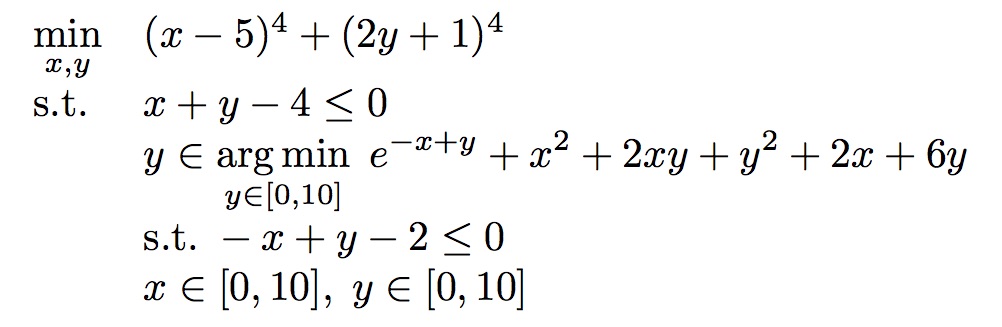 min (x − 5)⁴ + (2y + 1)⁴
x,y
s.t. x + y − 4 ≤ 0
y ∈ arg min e^{−x+y} + x² + 2xy + y² + 2x + 6y
y∈[0,10]
s.t. − x + y − 2 ≤ 0
x ∈ [0, 10], y ∈ [0, 10]